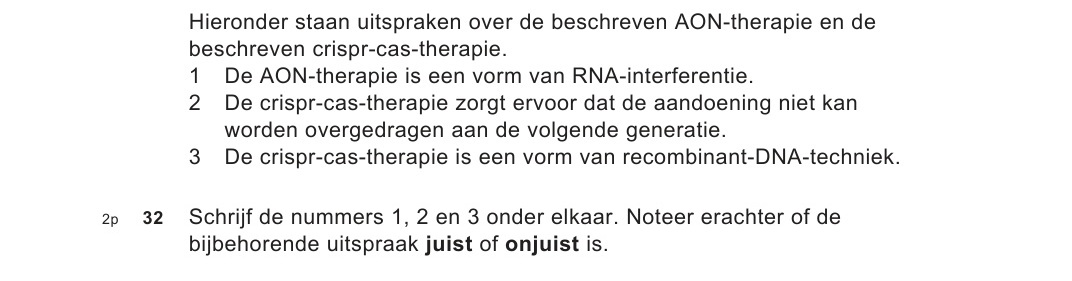 Hieronder staan uitspraken over de beschreven AON-therapie en de
beschreven crispr-cas-therapie.
1 De AON-therapie is een vorm van RNA-interferentie.
2 De crispr-cas-therapie zorgt ervoor dat de aandoening niet kan
worden overgedragen aan de volgende generatie.
3 De crispr-cas-therapie is een vorm van recombinant-DNA-techniek.
2p 32 Schrijf de nummers 1, 2 en 3 onder elkaar. Noteer erachter of de
bijbehorende uitspraak juist of onjuist is.